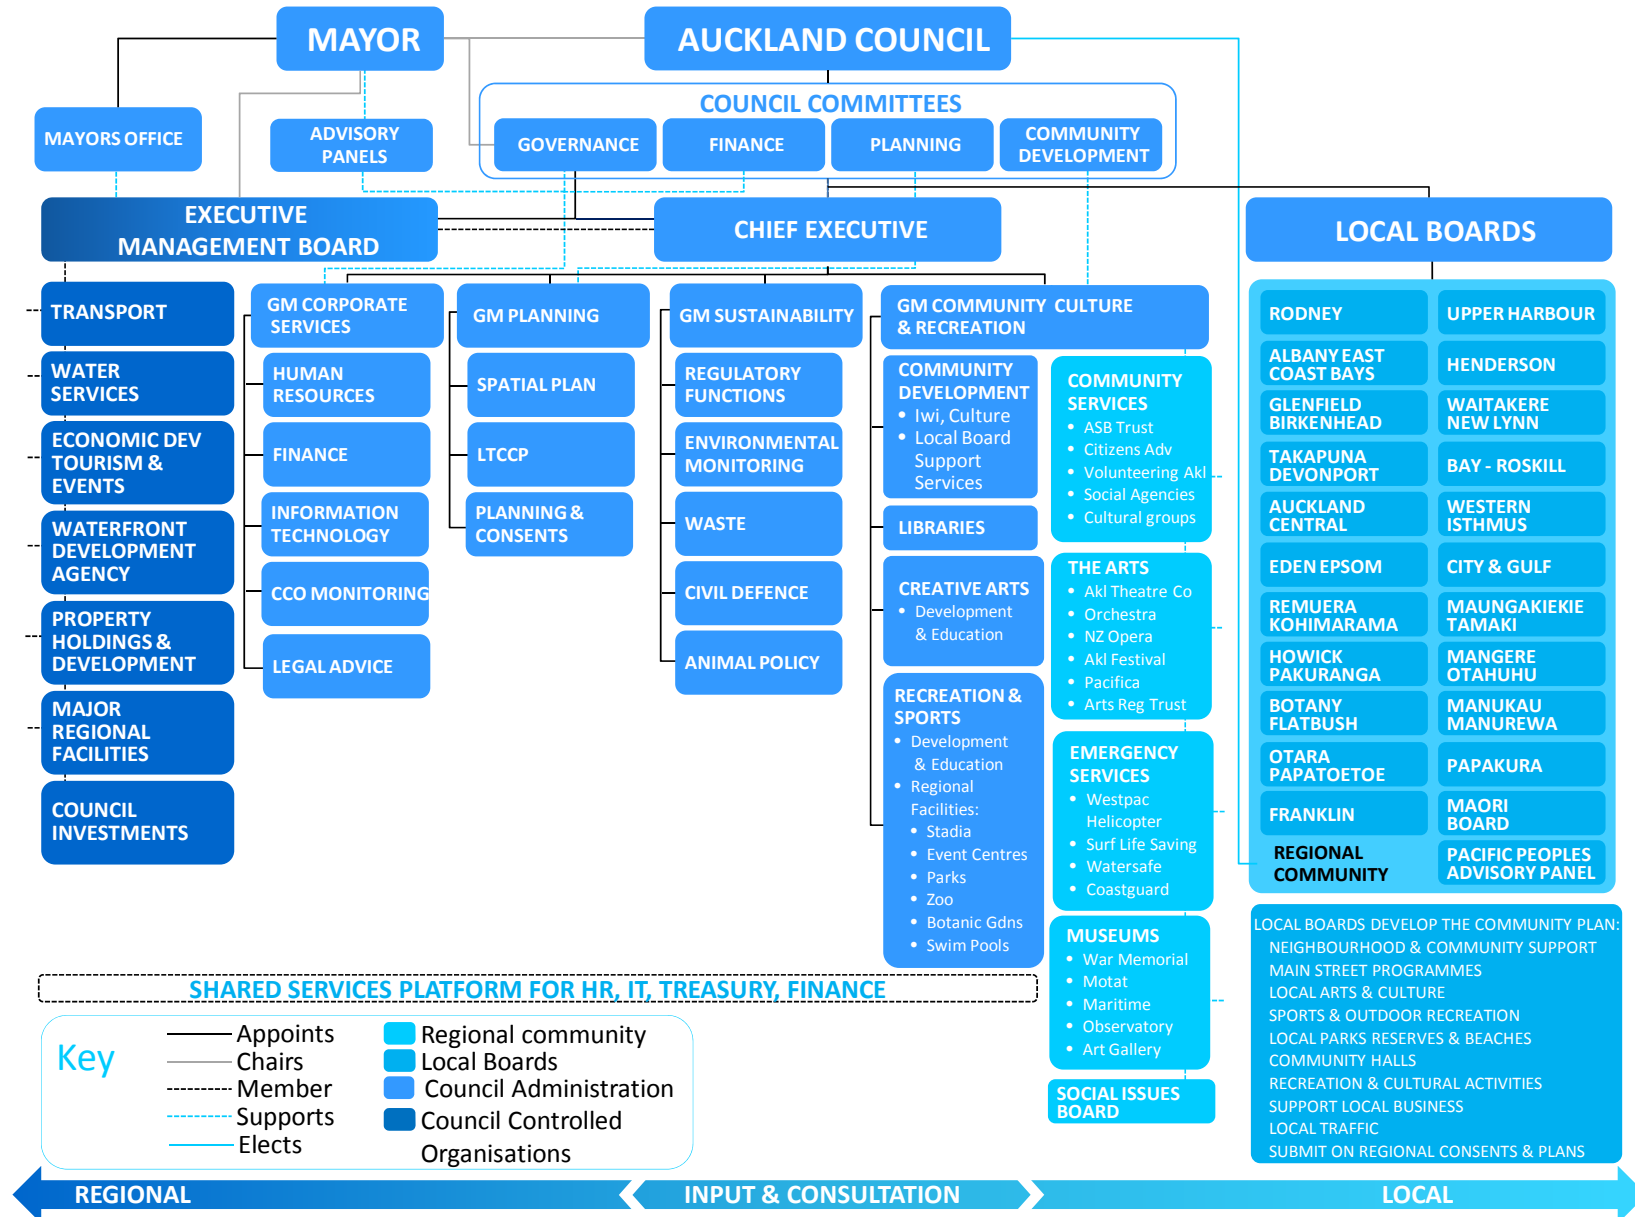 MAYOR
AUCKLAND COUNCIL
MAYORS OFFICE
ADVISORY
PANELS
COUNCIL COMMITTEES
GOVERNANCE
FINANCE
PLANNING
COMMUNITY
DEVELOPMENT
EXECUTIVE
MANAGEMENT BOARD
CHIEF EXECUTIVE
LOCAL BOARDS
TRANSPORT
WATER
SERVICES
ECONOMIC DEV
TOURISM &
EVENTS
WATERFRONT
DEVELOPMENT
AGENCY
PROPERTY
HOLDINGS &
DEVELOPMENT
MAJOR
REGIONAL
FACILITIES
COUNCIL
INVESTMENTS
GM CORPORATE
SERVICES
HUMAN
RESOURCES
FINANCE
INFORMATION
TECHNOLOGY
CCO MONITORING
LEGAL ADVICE
GM PLANNING
SPATIAL PLAN
LTCCP
PLANNING &
CONSENTS
GM SUSTAINABILITY
REGULATORY
FUNCTIONS
ENVIRONMENTAL
MONITORING
WASTE
CIVIL DEFENCE
ANIMAL POLICY
GM COMMUNITY CULTURE
& RECREATION
COMMUNITY
DEVELOPMENT
• Iwi, Culture
• Local Board
Support
Services
LIBRARIES
CREATIVE ARTS
• Development
& Education
RECREATION &
SPORTS
• Development
& Education
• Regional
Facilities:
• Stadia
• Event Centres
• Parks
• Zoo
• Botanic Gdns
• Swim Pools
COMMUNITY
SERVICES
• ASB Trust
• Citizens Adv
• Volunteering Akl
• Social Agencies
• Cultural groups
THE ARTS
• Akl Theatre Co
• Orchestra
• NZ Opera
• Akl Festival
• Pacifica
• Arts Reg Trust
EMERGENCY
SERVICES
• Westpac
Helicopter
• Surf Life Saving
• Watersafe
• Coastguard
MUSEUMS
• War Memorial
• Motat
• Maritime
• Observatory
• Art Gallery
SOCIAL ISSUES
BOARD
RODNEY
UPPER HARBOUR
ALBANY EAST
COAST BAYS
HENDERSON
GLENFIELD
BIRKENHEAD
WAITAKERE
NEW LYNN
TAKAPUNA
DEVONPORT
BAY - ROSKILL
AUCKLAND
CENTRAL
WESTERN
ISTHMUS
EDEN EPSOM
CITY & GULF
REMUERA
KOHIMARAMA
MAUNGAKIEKIE
TAMAKI
HOWICK
PAKURANGA
MANGERE
OTAHUHU
BOTANY
FLATBUSH
MANUKAU
MANUREWA
OTARA
PAPATOETOE
PAPAKURA
FRANKLIN
MAORI
BOARD
REGIONAL
COMMUNITY
PACIFIC PEOPLES
ADVISORY PANEL
LOCAL BOARDS DEVELOP THE COMMUNITY PLAN:
NEIGHBOURHOOD & COMMUNITY SUPPORT
MAIN STREET PROGRAMMES
LOCAL ARTS & CULTURE
SPORTS & OUTDOOR RECREATION
LOCAL PARKS RESERVES & BEACHES
COMMUNITY HALLS
RECREATION & CULTURAL ACTIVITIES
SUPPORT LOCAL BUSINESS
LOCAL TRAFFIC
SUBMIT ON REGIONAL CONSENTS & PLANS
SHARED SERVICES PLATFORM FOR HR, IT, TREASURY, FINANCE
Key
Appoints
Chairs
Member
Supports
Elects
Regional community
Local Boards
Council Administration
Council Controlled
Organisations
REGIONAL
INPUT & CONSULTATION
LOCAL